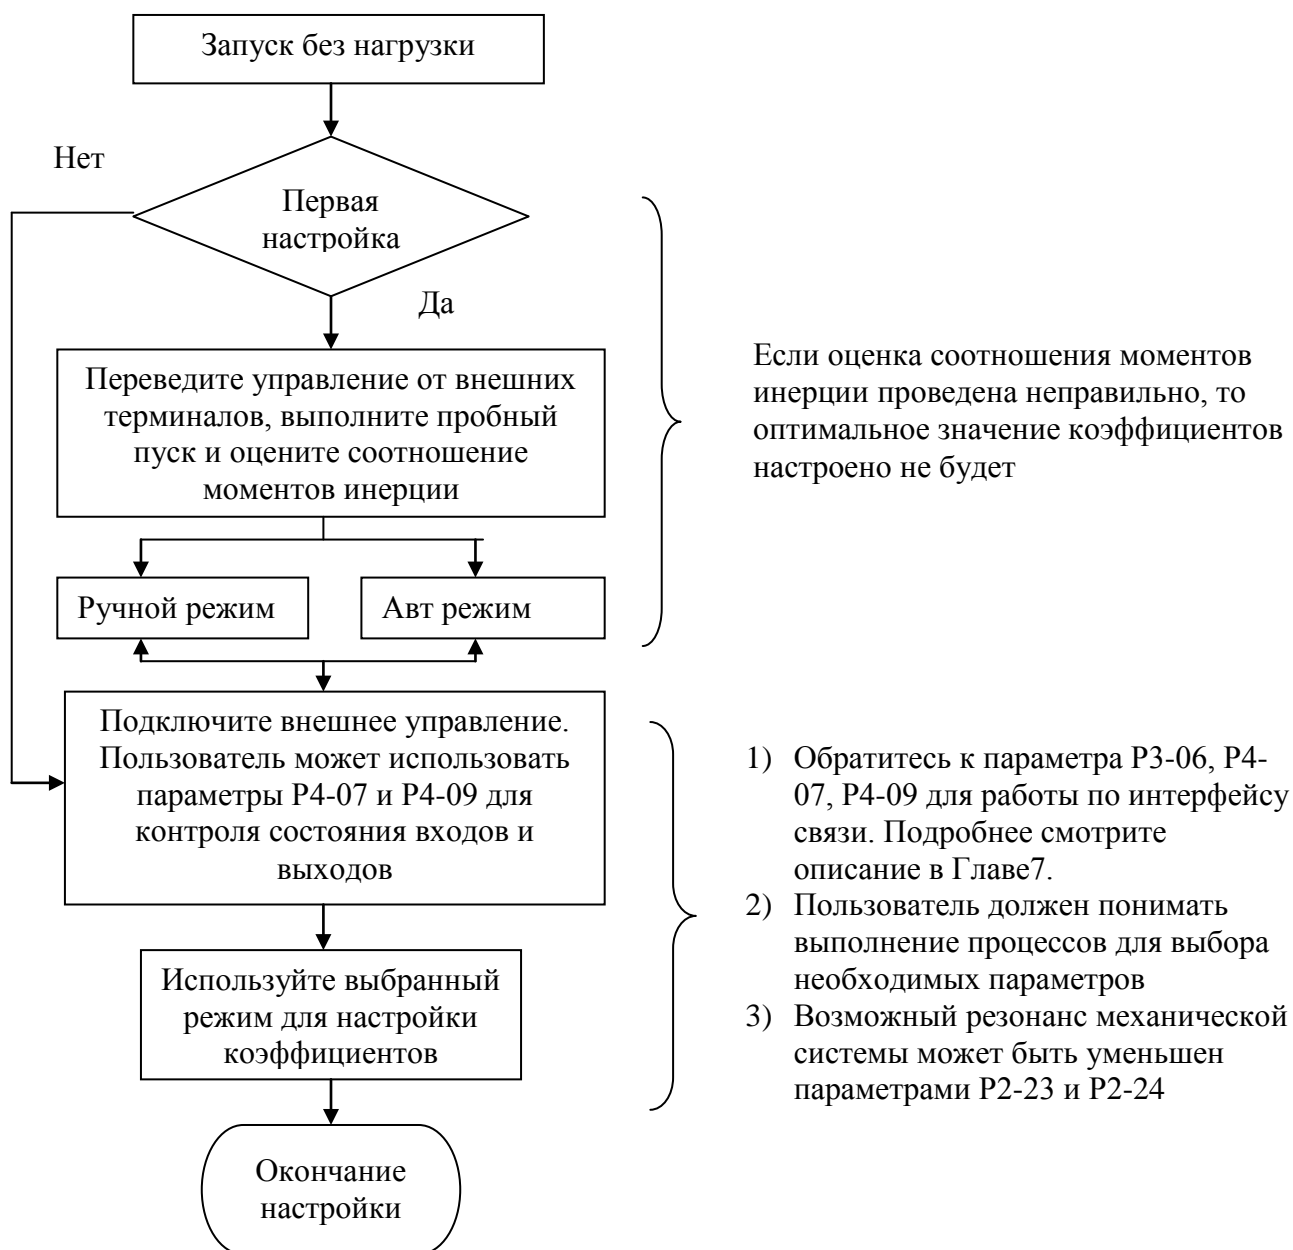 Запуск без нагрузки
Нет
Первая
настройка
Да
Переведите управление от внешних
терминалов, выполните пробный
пуск и оцените соотношение
моментов инерции
Если оценка соотношения моментов
инерции проведена неправильно, то
оптимальное значение коэффициентов
настроено не будет
Ручной режим
Авт режим
Подключите внешнее управление.
Пользователь может использовать
параметры P4-07 и P4-09 для
контроля состояния входов и
выходов
1) Обратитесь к параметра P3-06, P4-
07, P4-09 для работы по интерфейсу
связи. Подробнее смотрите
описание в Главе7.
2) Пользователь должен понимать
выполнение процессов для выбора
необходимых параметров
3) Возможный резонанс механической
системы может быть уменьшен
параметрами P2-23 и P2-24
Используйте выбранный
режим для настройки
коэффициентов
Окончание
настройки